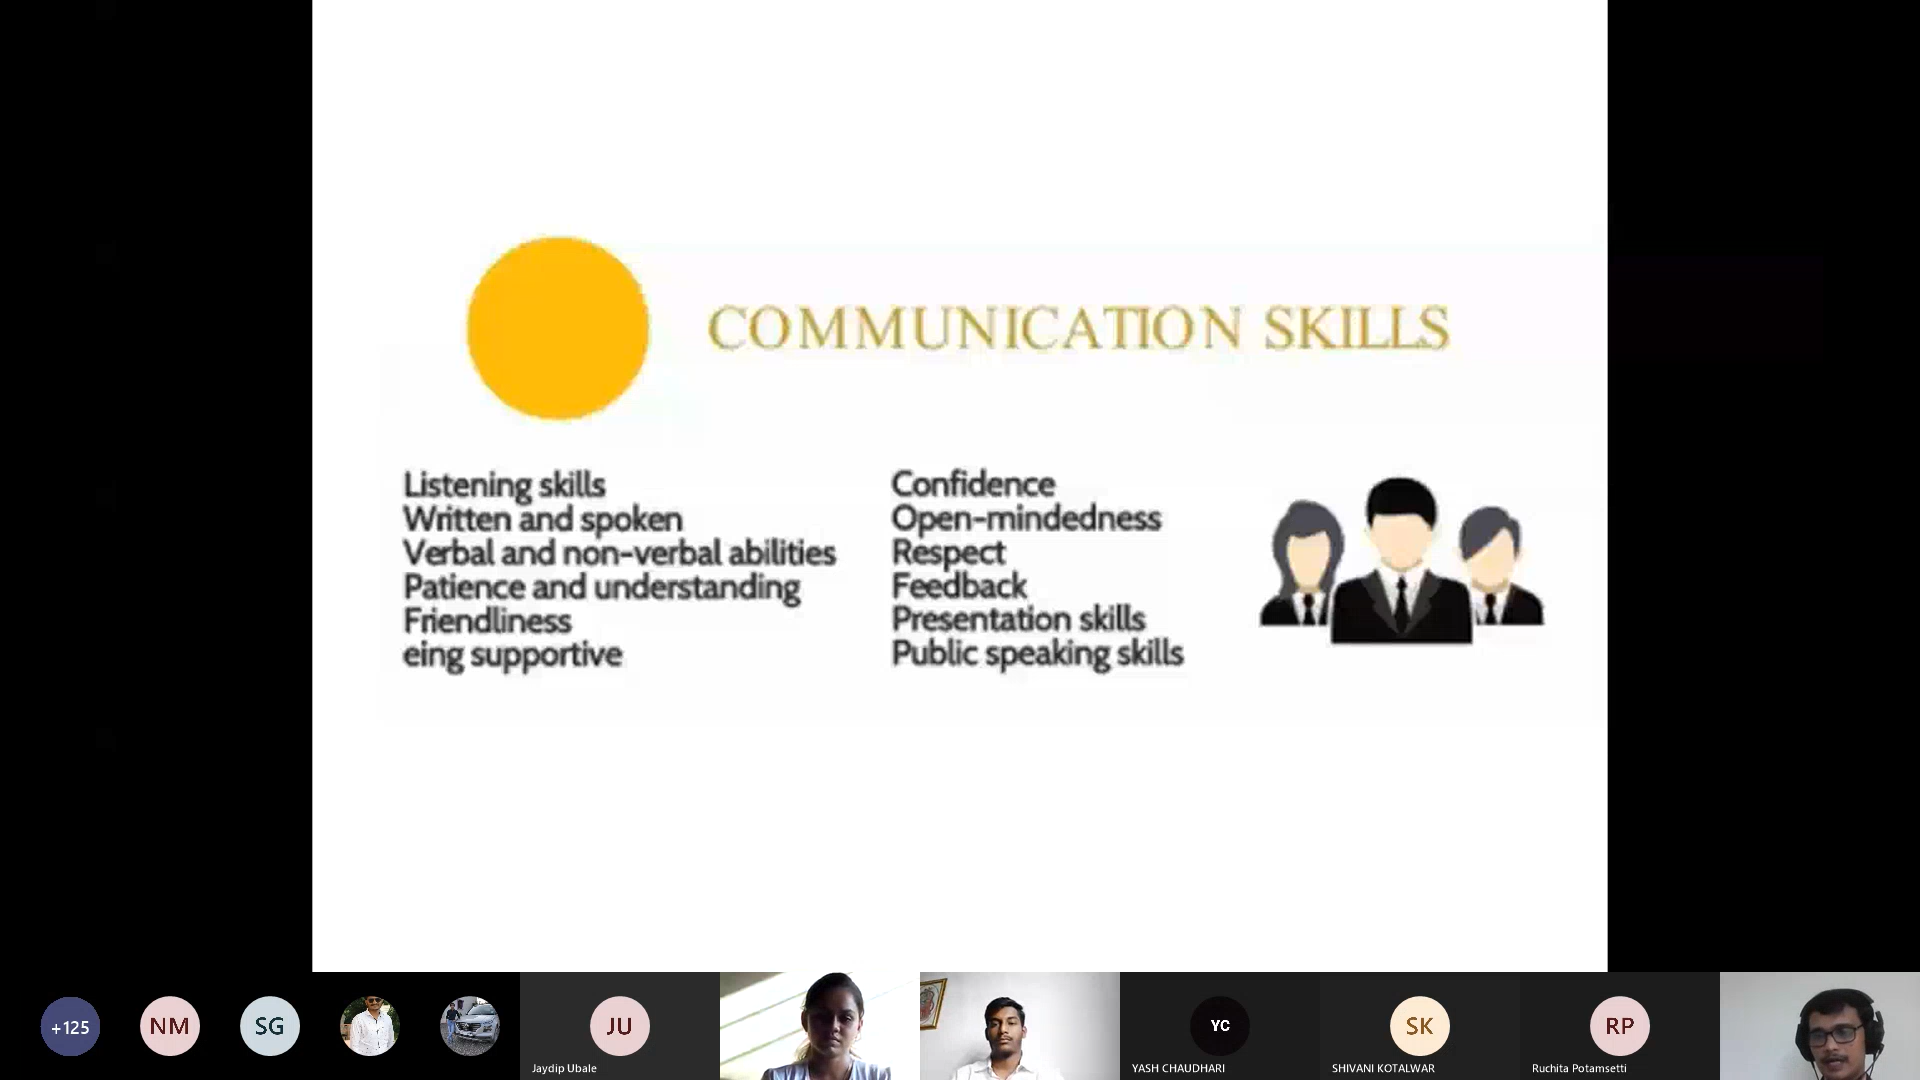 COMMUNICATION SKILLS
Listening skills
Written and spoken
Verbal and non-verbal abilities
Patience and understanding
Friendliness
eing supportive
Confidence
Open-mindedness
Respect
Feedback
Presentation skills
Public speaking skills
+125
NM
SG
JU
Jaydip Ubale
YC
YASH CHAUDHARI
SK
SHIVANI KOTALWAR
RP
Ruchita Potamsetti